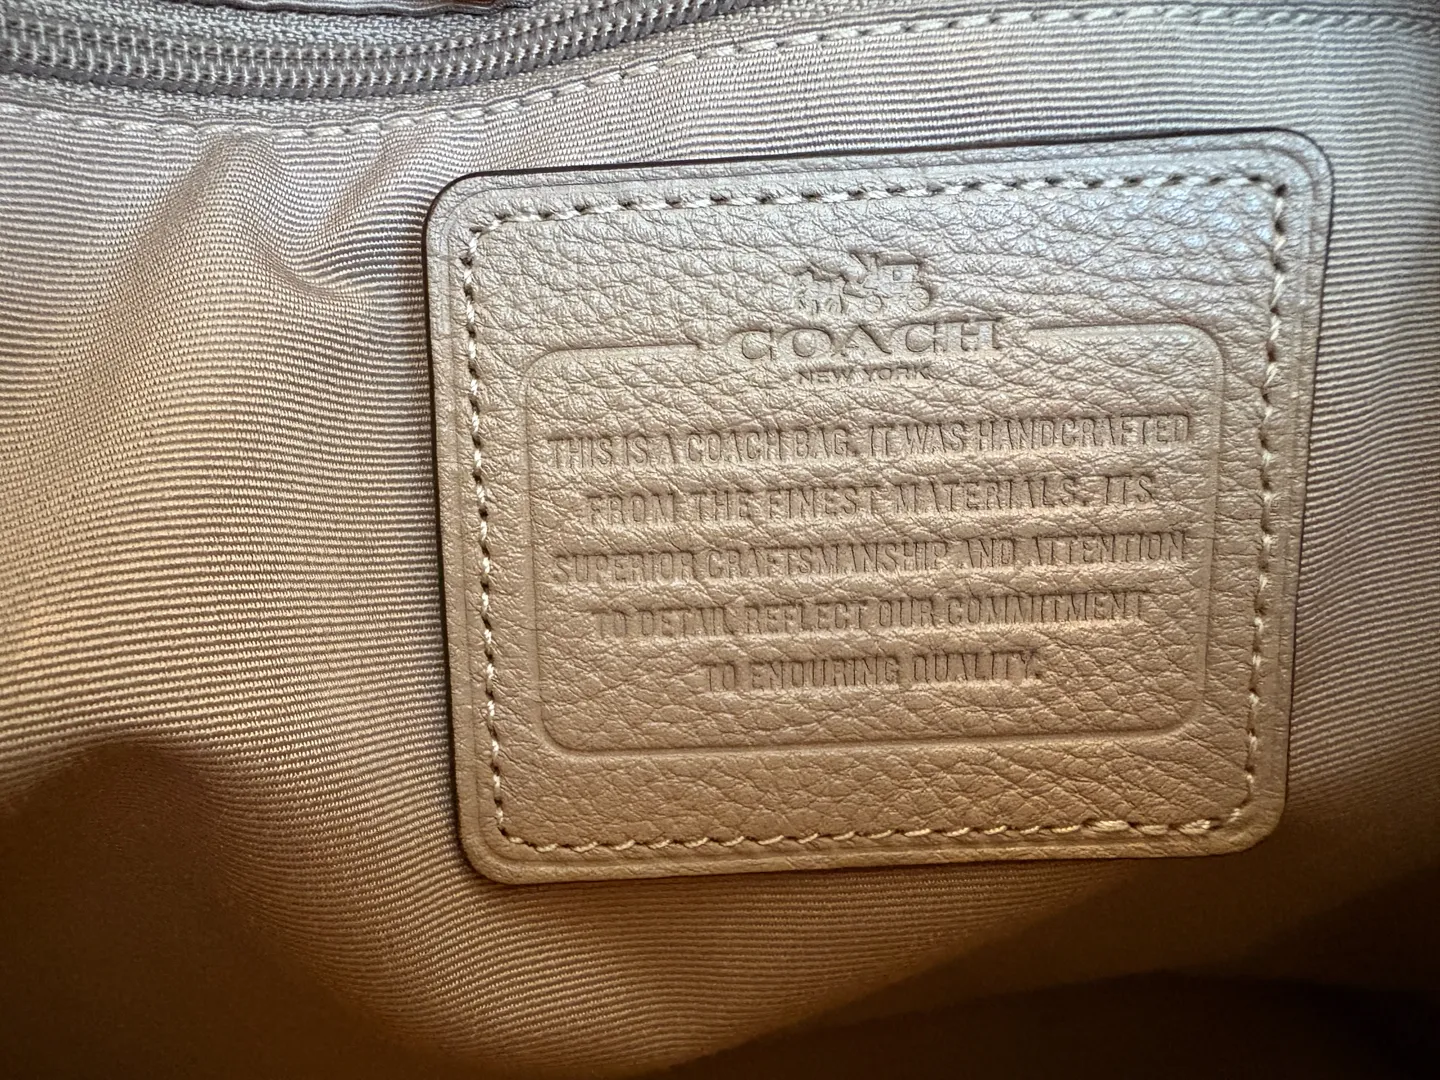 COACH
NEW YORK
THIS IS A COACH BAG. IT WAS HANDCRAFTED
FROM THE FINEST MATERIALS. ITS
SUPERIOR CRAFTSMANSHIP AND ATTENTION
TO DETAIL REFLECT OUR COMMITMENT
TO ENDURING QUALITY.